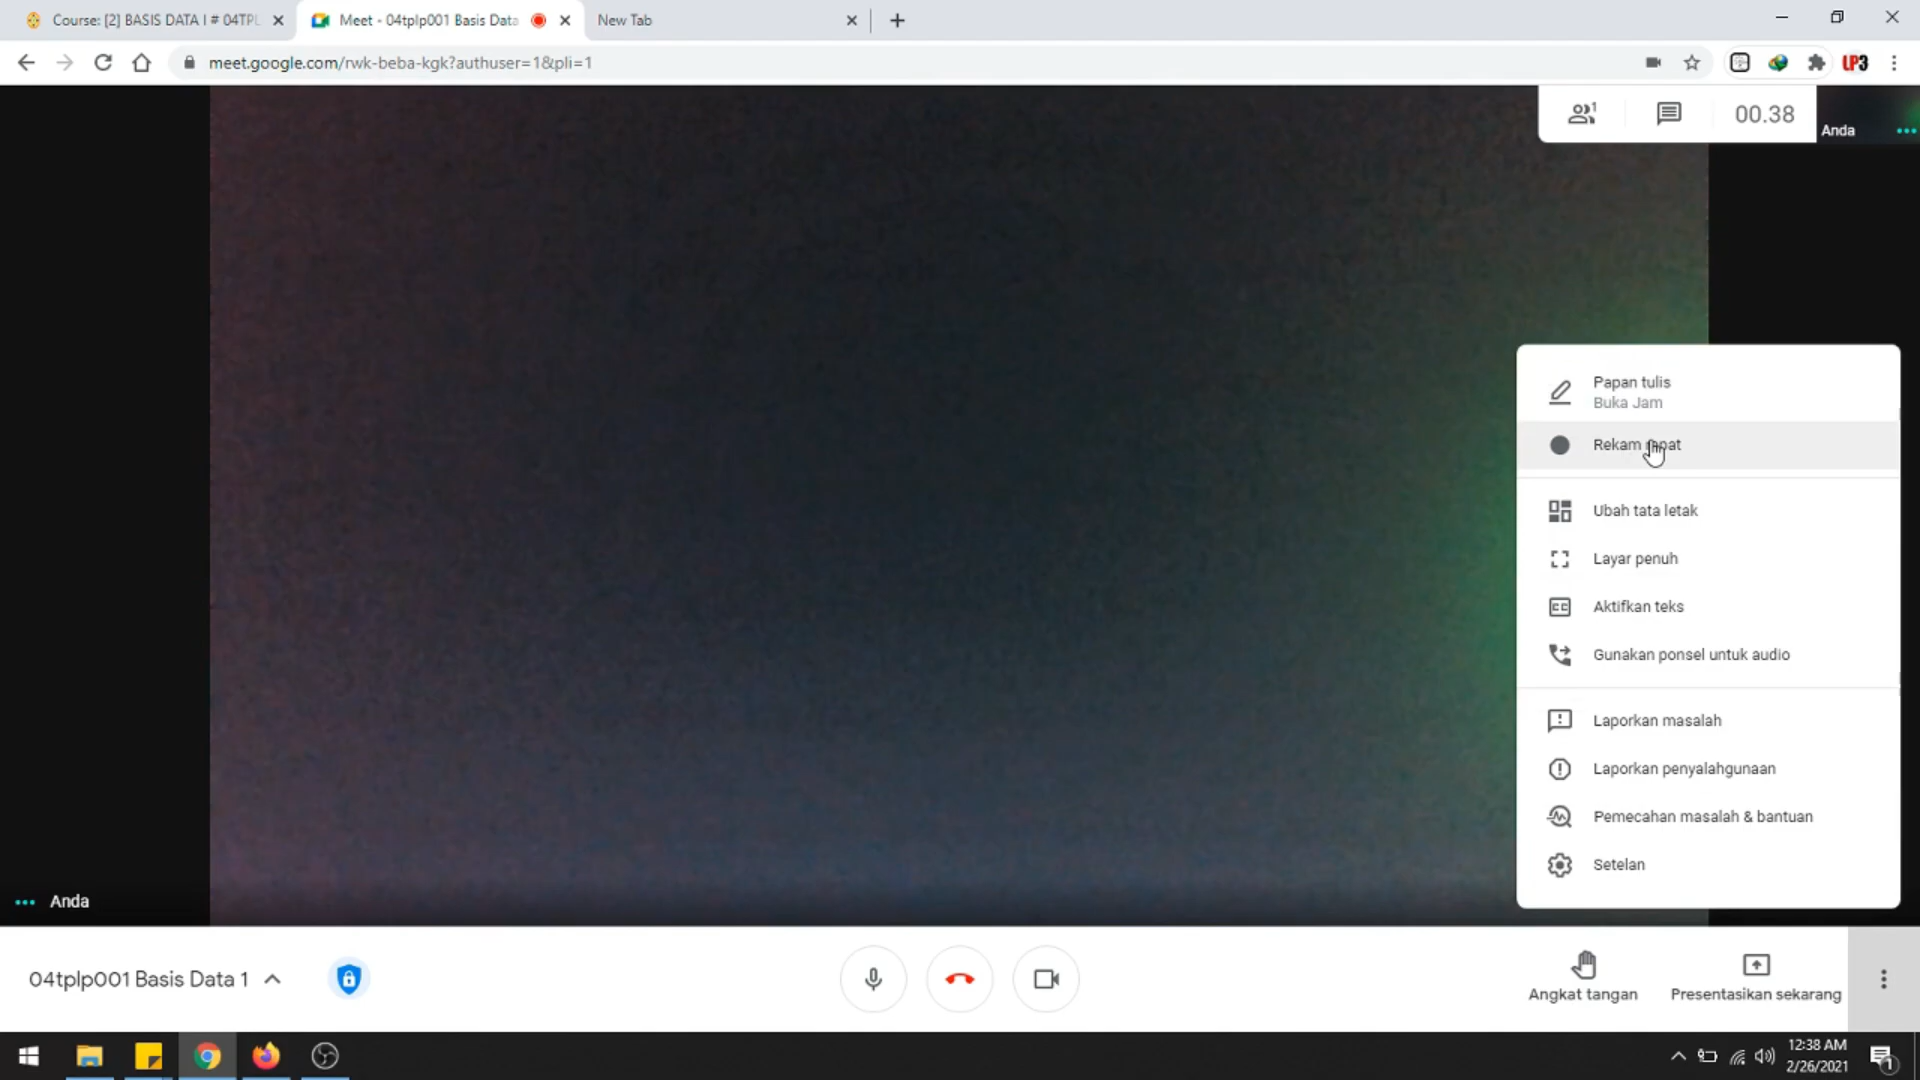 Course: [2] BASIS DATA I # 04TPL
Meet - 04tplp001 Basis Data
New Tab
meet.google.com/rwk-beba-kgk?authuser=1&pli=1
LP3
1
00.38
Anda
Papan tulis
Buka Jam
Rekam rapat
Ubah tata letak
Layar penuh
Aktifkan teks
Gunakan ponsel untuk audio
Laporkan masalah
Laporkan penyalahgunaan
Pemecahan masalah & bantuan
Setelan
Anda
04tplp001 Basis Data 1
Angkat tangan
Presentasikan sekarang
12:38 AM
2/26/2021
1